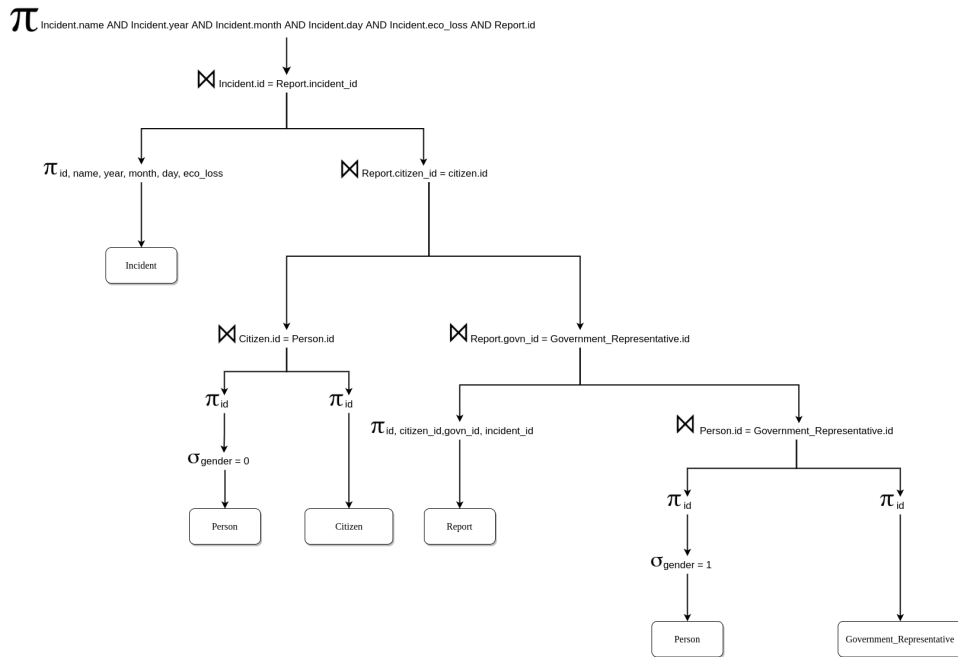 π Incident.name AND Incident.year AND Incident.month AND Incident.day AND Incident.eco_loss AND Report.id
⋈ Incident.id = Report.incident_id
π id, name, year, month, day, eco_loss
⋈ Report.citizen_id = citizen.id
Incident
⋈ Citizen.id = Person.id
⋈ Report.govn_id = Government_Representative.id
π id
π id
π id, citizen_id,govn_id, incident_id
⋈ Person.id = Government_Representative.id
σ gender = 0
π id
π id
Person
Citizen
Report
σ gender = 1
Person
Government_Representative